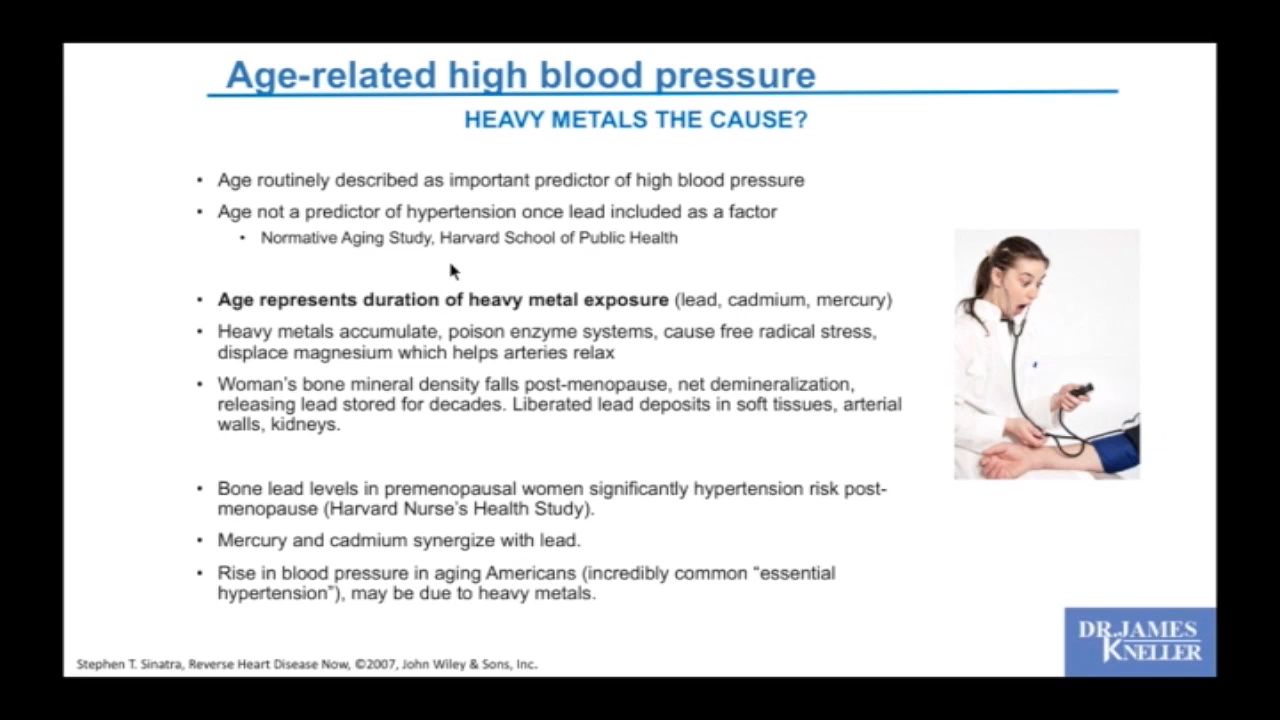 Age-related high blood pressure
HEAVY METALS THE CAUSE?
• Age routinely described as important predictor of high blood pressure
• Age not a predictor of hypertension once lead included as a factor
• Normative Aging Study, Harvard School of Public Health
• Age represents duration of heavy metal exposure (lead, cadmium, mercury)
• Heavy metals accumulate, poison enzyme systems, cause free radical stress,
displace magnesium which helps arteries relax
• Woman's bone mineral density falls post-menopause, net demineralization,
releasing lead stored for decades. Liberated lead deposits in soft tissues, arterial
walls, kidneys.
• Bone lead levels in premenopausal women significantly hypertension risk post-
menopause (Harvard Nurse's Health Study).
• Mercury and cadmium synergize with lead.
• Rise in blood pressure in aging Americans (incredibly common “essential
hypertension”), may be due to heavy metals.
Stephen T. Sinatra, Reverse Heart Disease Now, ©2007, John Wiley & Sons, Inc.
DR.JAMES
KNELLER